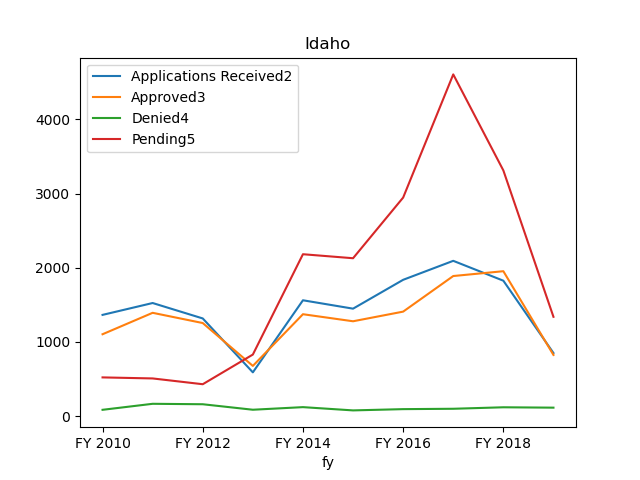 Idaho
Applications Received2
Approved3
Denied4
Pending5
4000
3000
2000
1000
0
FY 2010 FY 2012 FY 2014 FY 2016 FY 2018
fy